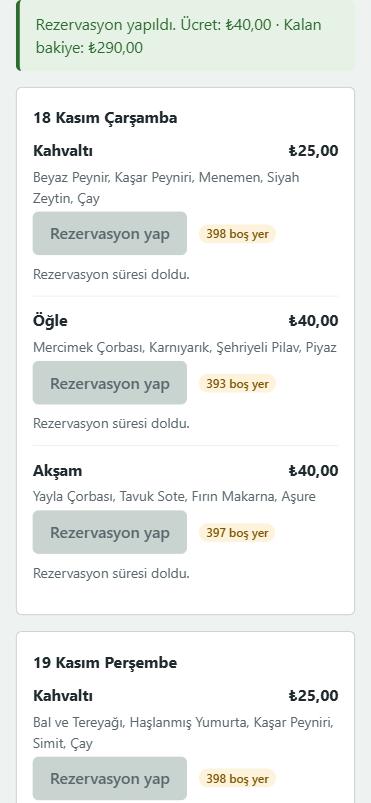 Rezervasyon yapıldı. Ücret: ₺40,00 · Kalan
bakiye: ₺290,00
18 Kasım Çarşamba
Kahvaltı ₺25,00
Beyaz Peynir, Kaşar Peyniri, Menemen, Siyah
Zeytin, Çay
Rezervasyon yap 398 boş yer
Rezervasyon süresi doldu.
Öğle ₺40,00
Mercimek Çorbası, Karnıyarık, Şehriyeli Pilav, Piyaz
Rezervasyon yap 393 boş yer
Rezervasyon süresi doldu.
Akşam ₺40,00
Yayla Çorbası, Tavuk Sote, Fırın Makarna, Aşure
Rezervasyon yap 397 boş yer
Rezervasyon süresi doldu.
19 Kasım Perşembe
Kahvaltı ₺25,00
Bal ve Tereyağı, Haşlanmış Yumurta, Kaşar Peyniri,
Simit, Çay
Rezervasyon yap 398 boş yer